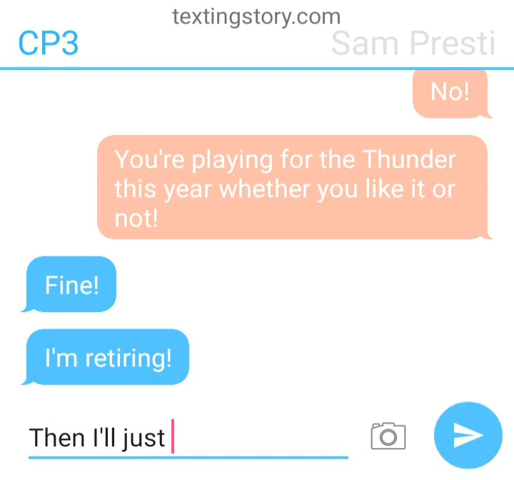 textingstory.com
CP3
Sam Presti
No!
You're playing for the Thunder
this year whether you like it or
not!
Fine!
I'm retiring!
Then I'll just